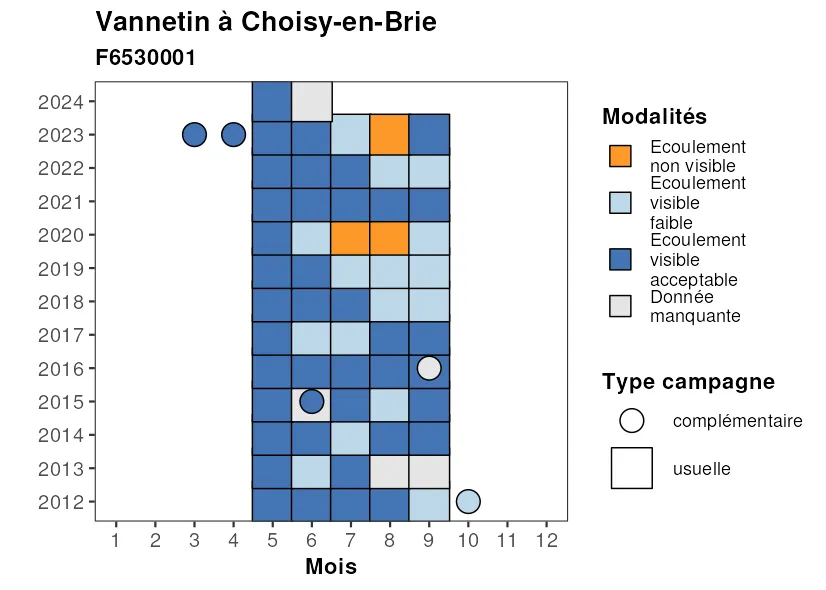 Vannetin à Choisy-en-Brie
F6530001
2024
2023
2022
2021
2020
2019
2018
2017
2016
2015
2014
2013
2012
1 2 3 4 5 6 7 8 9 10 11 12
Mois
Modalités
Ecoulement
non visible
Ecoulement
visible
faible
Ecoulement
visible
acceptable
Donnée
manquante
Type campagne
complémentaire
usuelle